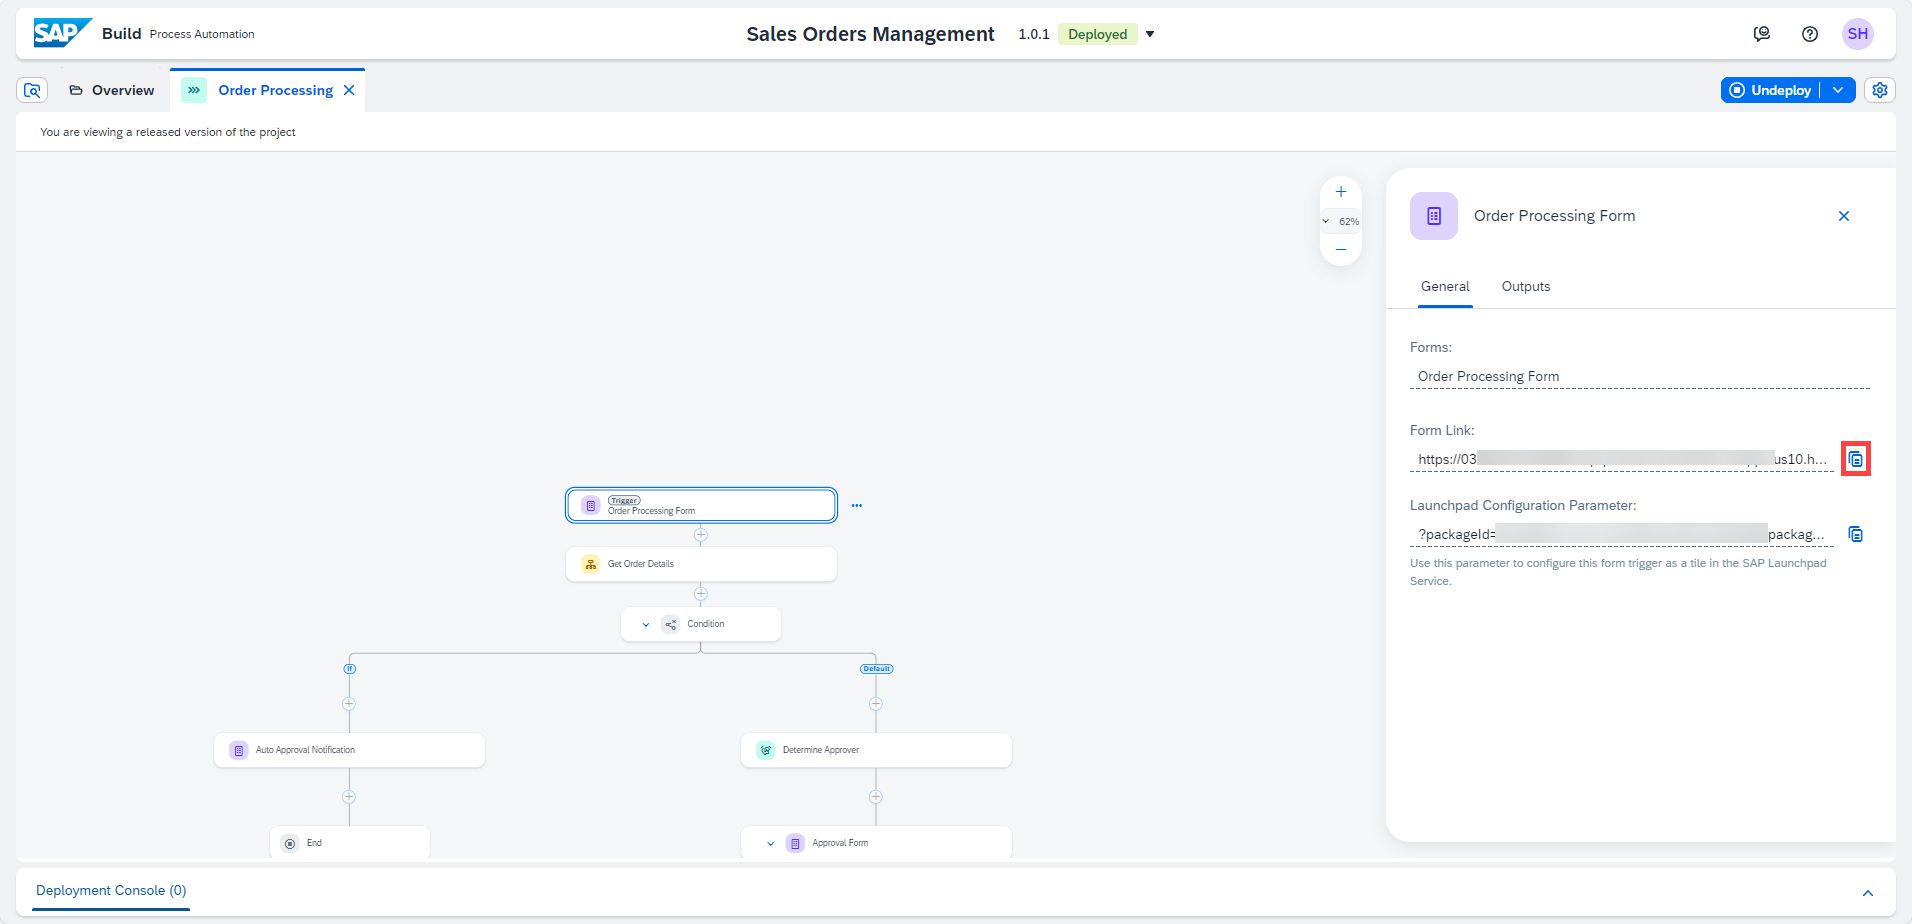 SAP Build Process Automation
Sales Orders Management 1.0.1 Deployed
SH
Overview
Order Processing
Undeploy
You are viewing a released version of the project
62%
Order Processing Form
General Outputs
Forms:
Order Processing Form
Form Link:
https://03 us10.h...
Launchpad Configuration Parameter:
?packageId= packag...
Use this parameter to configure this form trigger as a tile in the SAP Launchpad
Service.
Trigger
Order Processing Form
Get Order Details
Condition
If
Default
Auto Approval Notification
Determine Approver
End
Approval Form
Deployment Console (0)